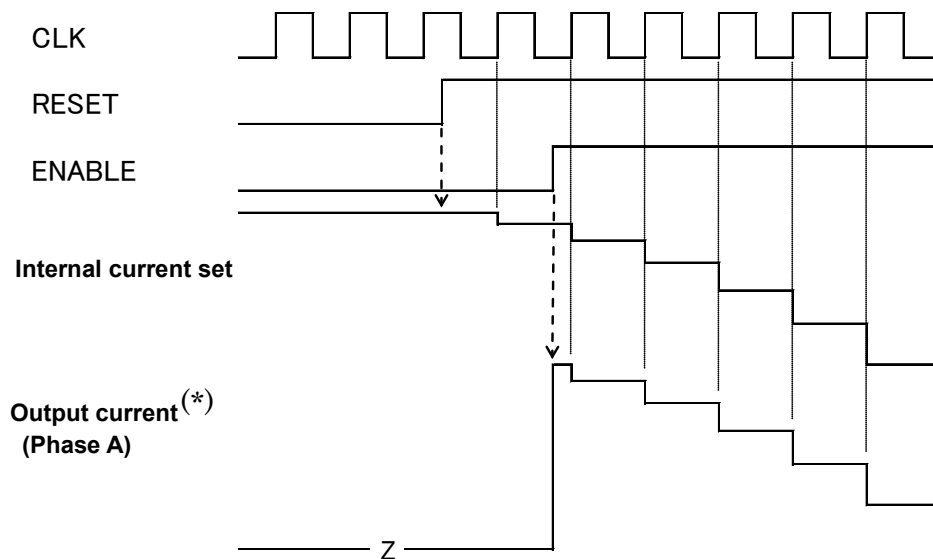 CLK
RESET
ENABLE
Internal current set
Output current(*)
(Phase A)
Z